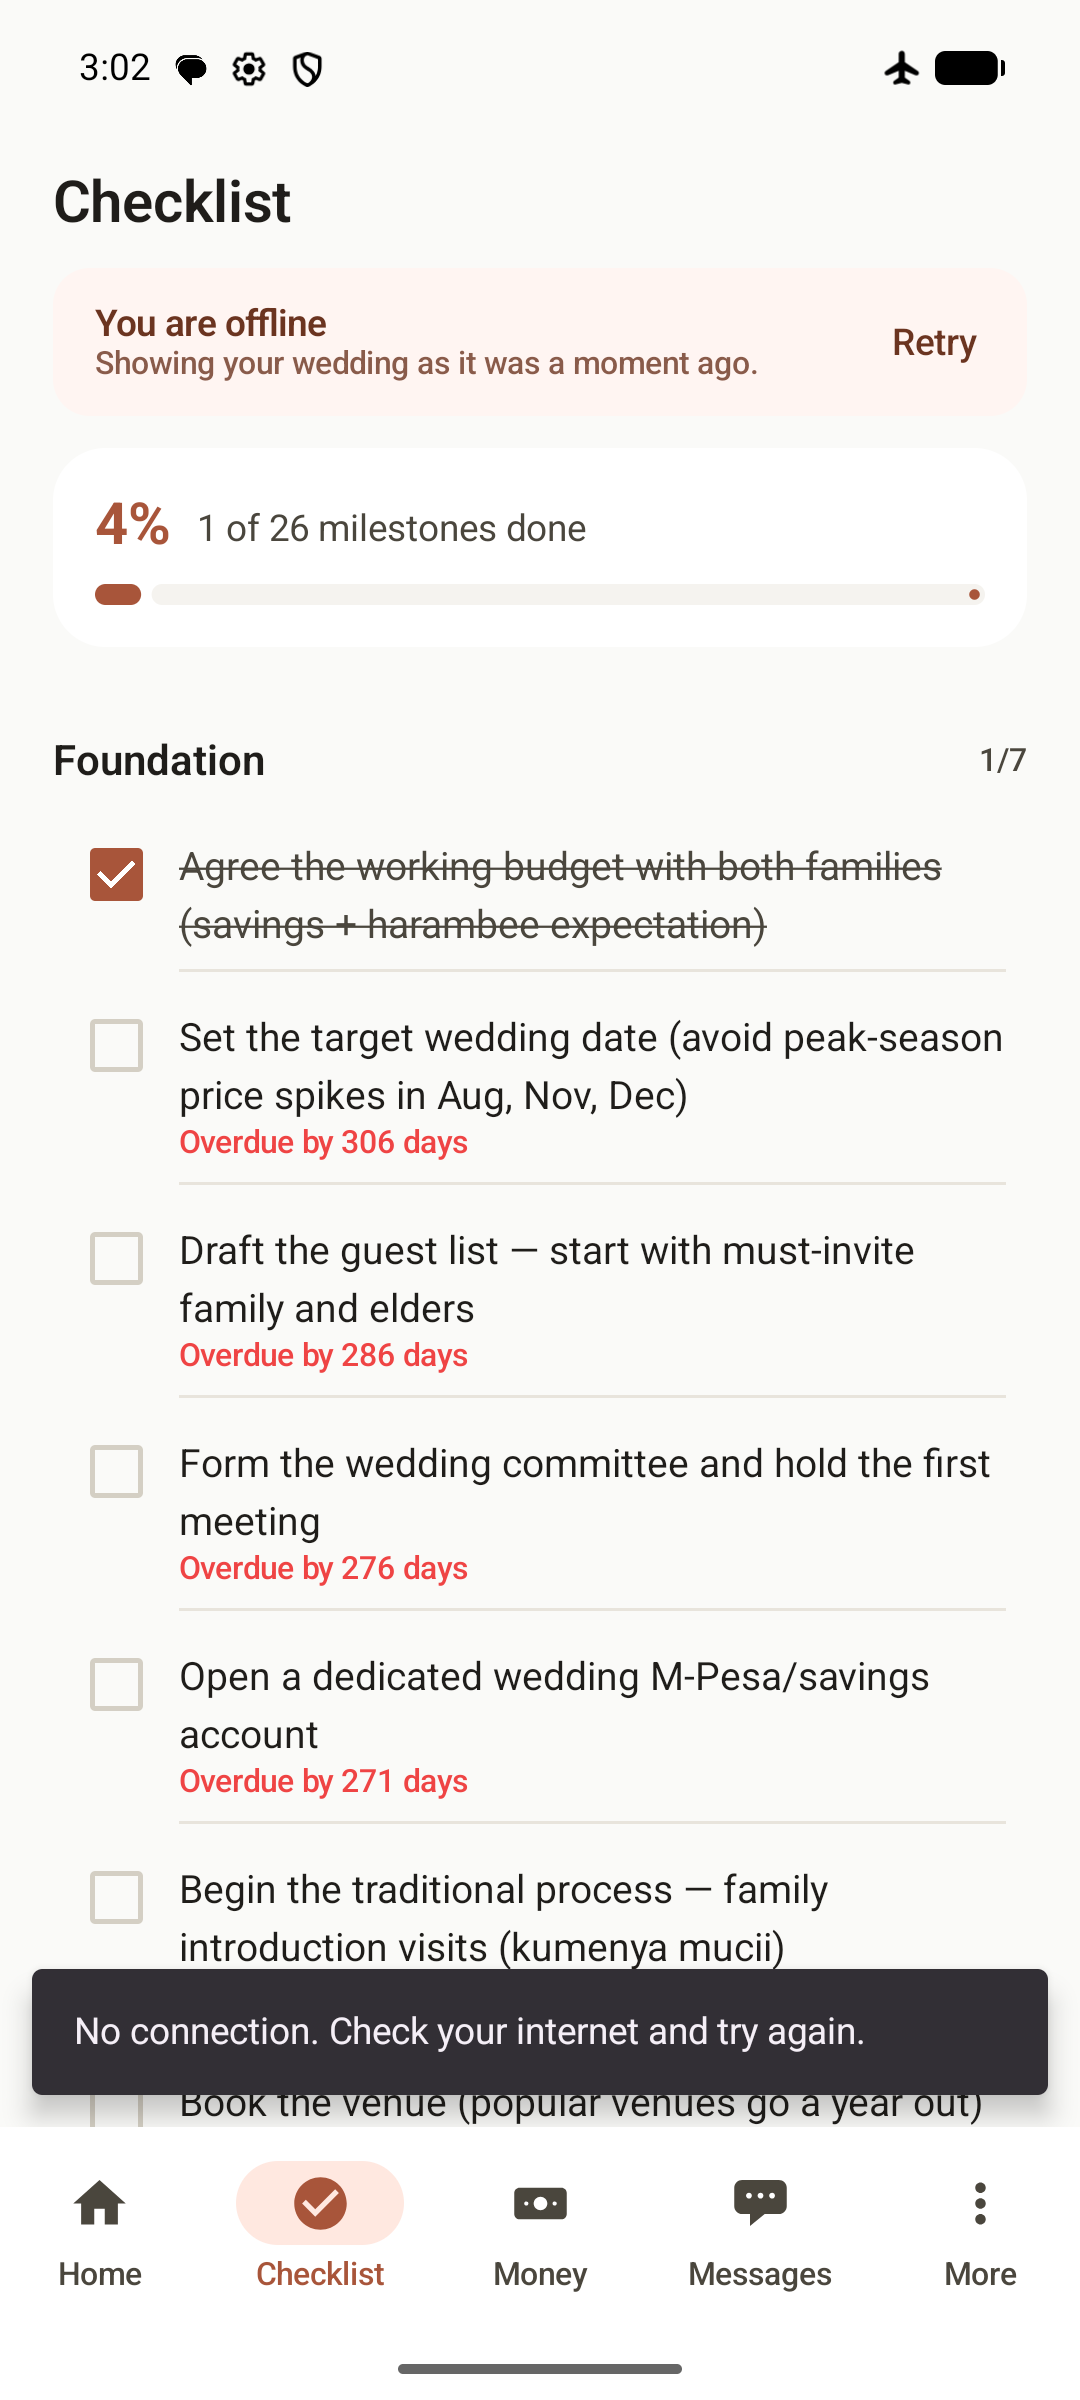 3:02
Checklist
You are offline
Showing your wedding as it was a moment ago.
Retry
4% 1 of 26 milestones done
Foundation 1/7
Agree the working budget with both families
(savings + harambee expectation)
Set the target wedding date (avoid peak-season
price spikes in Aug, Nov, Dec)
Overdue by 306 days
Draft the guest list — start with must-invite
family and elders
Overdue by 286 days
Form the wedding committee and hold the first
meeting
Overdue by 276 days
Open a dedicated wedding M-Pesa/savings
account
Overdue by 271 days
Begin the traditional process — family
introduction visits (kumenya mucii)
No connection. Check your internet and try again.
Book the venue (popular venues go a year out)
Home Checklist Money Messages More